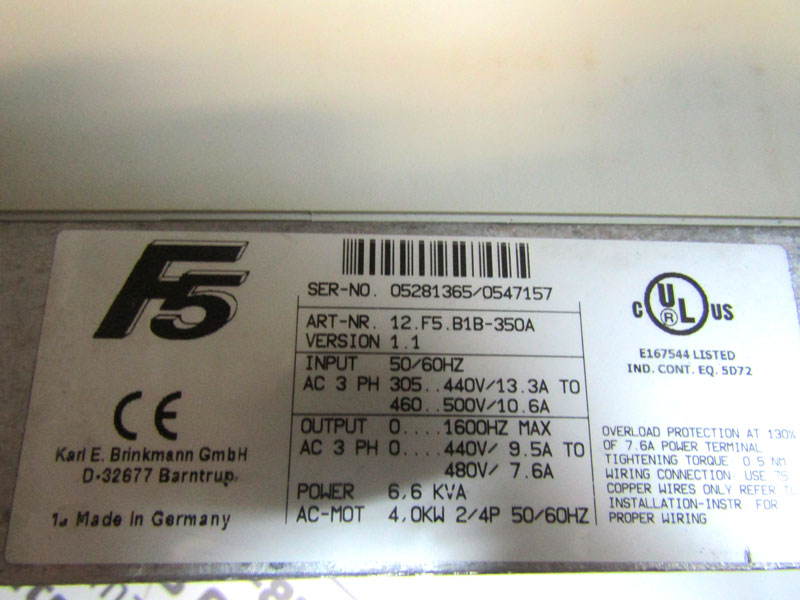 F5
SER-NO. 05281365/0547157
ART-NR. 12.F5.B1B-350A
VERSION 1.1
INPUT 50/60HZ
AC 3 PH 305..440V/13.3A TO
460..500V/10.6A
OUTPUT 0....1600HZ MAX
AC 3 PH 0....440V/ 9.5A TO
480V/ 7.6A
POWER 6,6 KVA
AC-MOT 4,0KW 2/4P 50/60HZ
CE
Karl E. Brinkmann GmbH
D-32677 Barntrup
Made in Germany
C UL US
R
E167544 LISTED
IND. CONT. EQ. 5D72
OVERLOAD PROTECTION AT 130%
OF 7.6A POWER TERMINAL
TIGHTENING TORQUE 0.5 NM
WIRING CONNECTION: USE 75
COPPER WIRES ONLY REFER
INSTALLATION-INSTR. FOR
PROPER WIRING